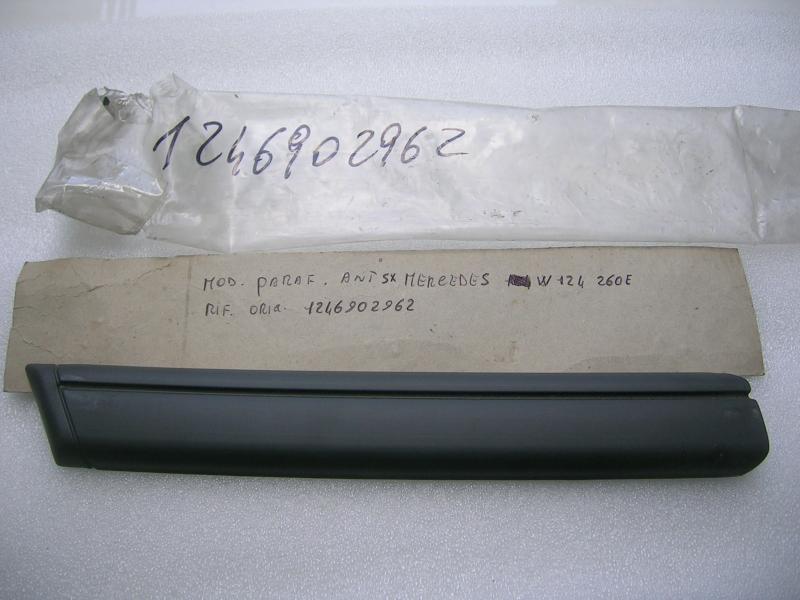 1246902962
MOD. PARAF. ANT SX MERCEDES W124 260E
RIF. ORIG. 1246902962